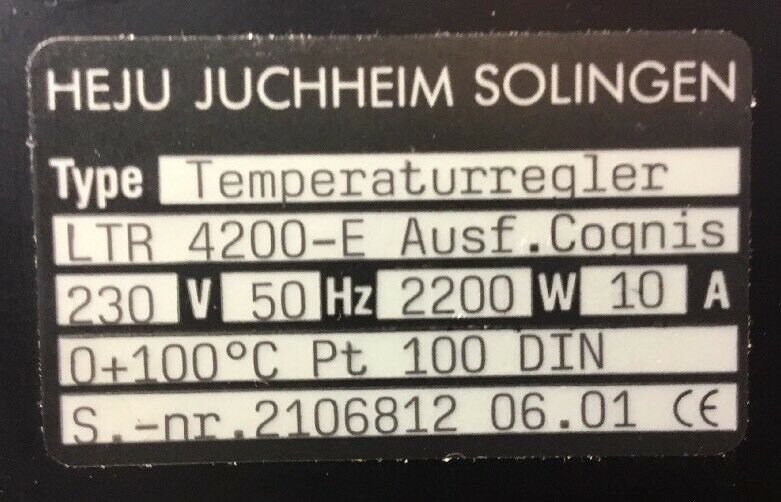 HEJU JUCHHEIM SOLINGEN
Type Temperaturregler
LTR 4200-E Ausf.Cognis
230 V 50 Hz 2200 W 10 A
0+100°C Pt 100 DIN
S.-nr.2106812 06.01 CE